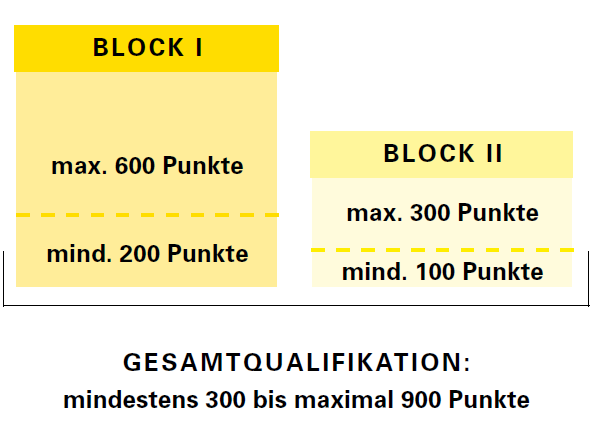 BLOCK I
max. 600 Punkte
mind. 200 Punkte
BLOCK II
max. 300 Punkte
mind. 100 Punkte
GESAMTQUALIFIKATION:
mindestens 300 bis maximal 900 Punkte